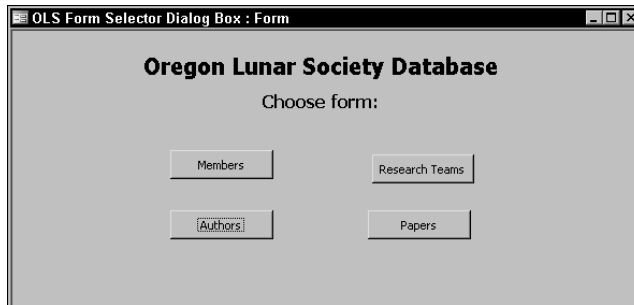 OLS Form Selector Dialog Box : Form
Oregon Lunar Society Database
Choose form:
Members
Research Teams
Authors
Papers